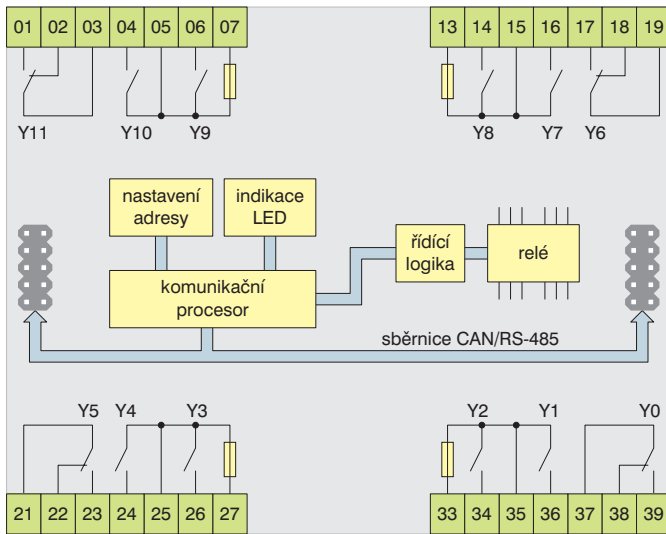 01 02 03 04 05 06 07 13 14 15 16 17 18 19
Y11 Y10 Y9 Y8 Y7 Y6
nastavení
adresy
indikace
LED
řídící
logika
relé
komunikační
procesor
sběrnice CAN/RS-485
Y5 Y4 Y3 Y2 Y1 Y0
21 22 23 24 25 26 27 33 34 35 36 37 38 39